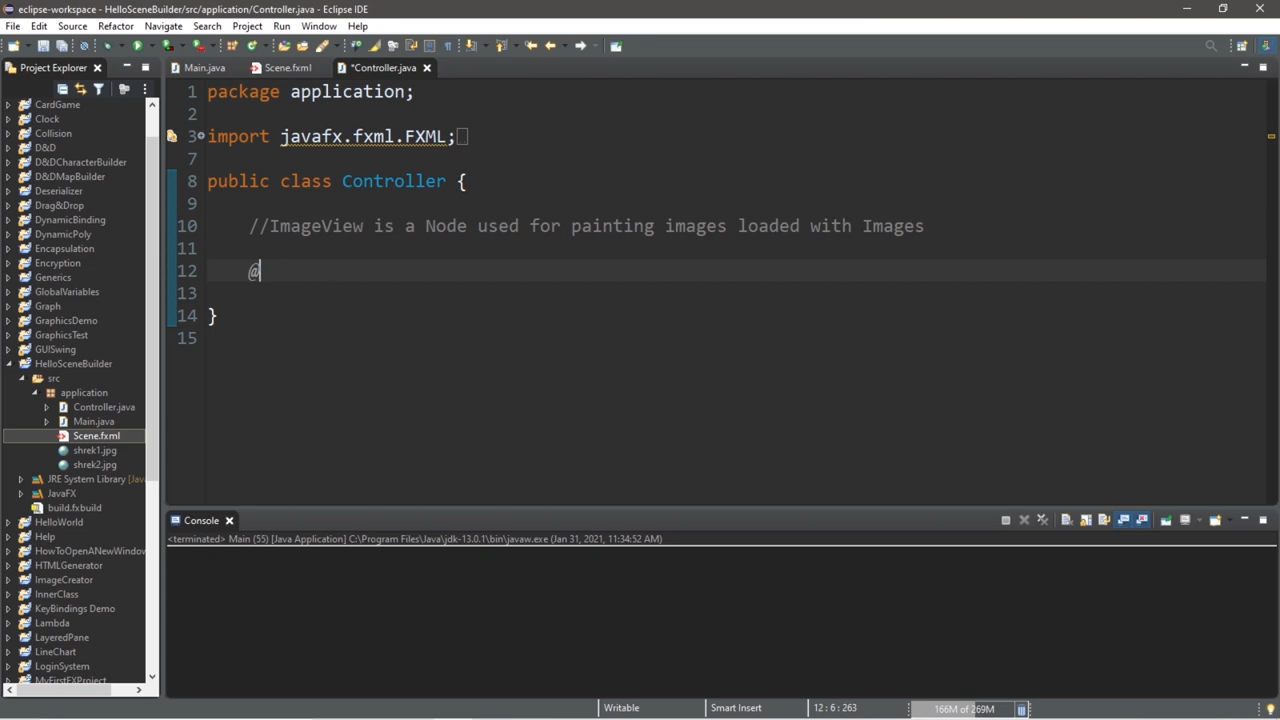 eclipse-workspace - HelloSceneBuilder/src/application/Controller.java - Eclipse IDE
File Edit Source Refactor Navigate Search Project Run Window Help
Project Explorer
Main.java
Scene.fxml
*Controller.java
CardGame
Clock
Collision
D&D
D&DCharacterBuilder
D&DMapBuilder
Deserializer
Drag&Drop
DynamicBinding
DynamicPoly
Encapsulation
Encryption
Generics
GlobalVariables
Graph
GraphicsDemo
GraphicsTest
GUISwing
HelloSceneBuilder
src
application
Controller.java
Main.java
Scene.fxml
shrek1.jpg
shrek2.jpg
JRE System Library [Jav
JavaFX
build.fxbuild
HelloWorld
Help
HowToOpenANewWindow
HTMLGenerator
ImageCreator
InnerClass
KeyBindings Demo
Lambda
LayeredPane
LineChart
LoginSystem
MyFirstFXProject
1 package application;
2
3 import javafx.fxml.FXML;
7
8 public class Controller {
9
10 //ImageView is a Node used for painting images loaded with Images
11
12 @
13
14 }
15
Console
<terminated> Main (55) [Java Application] C:\Program Files\Java\jdk-13.0.1\bin\javaw.exe (Jan 31, 2021, 11:34:52 AM)
Writable Smart Insert 12 : 6 : 263 166M of 269M